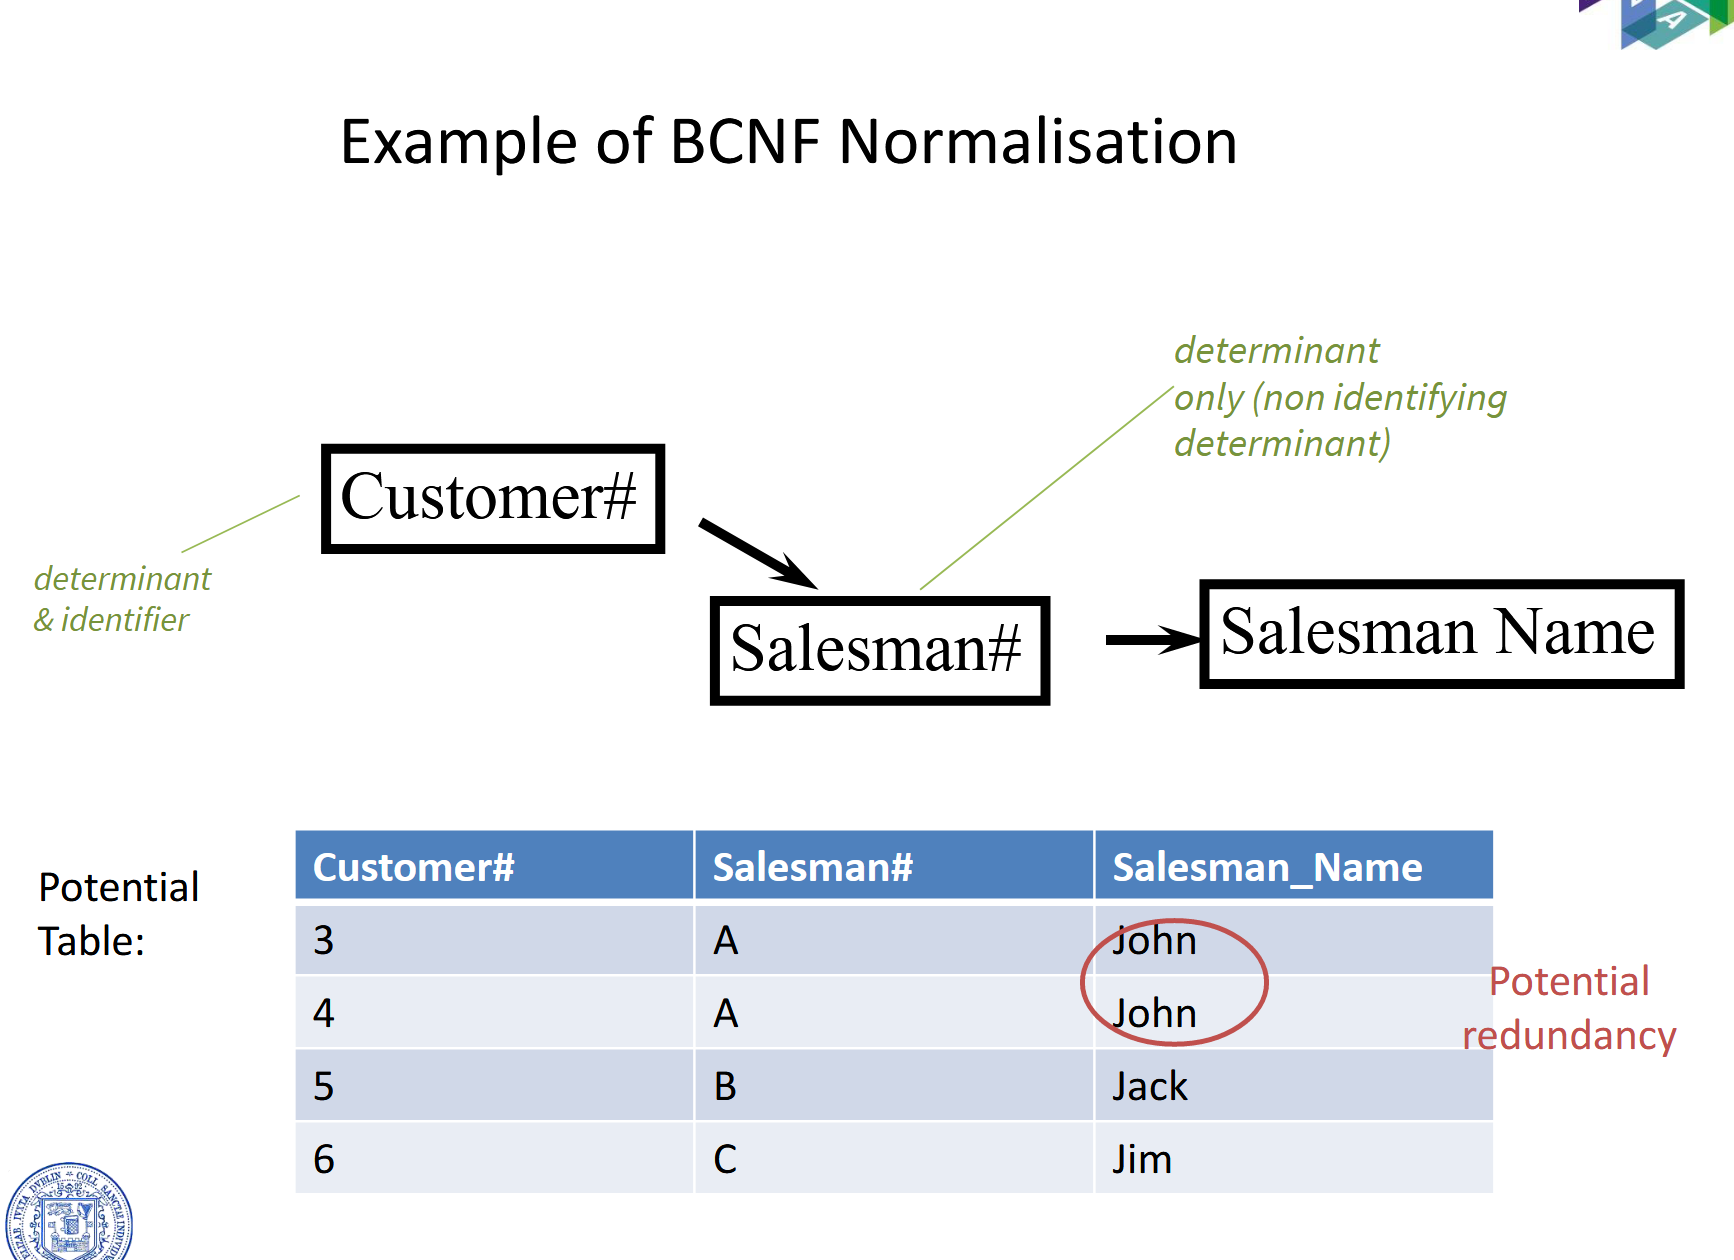 Example of BCNF Normalisation
determinant
only (non identifying
determinant)
Customer#
determinant
& identifier
Salesman#
Salesman Name
Potential
Table:
Customer# Salesman# Salesman_Name
3 A John
4 A John
5 B Jack
6 C Jim
Potential
redundancy
A